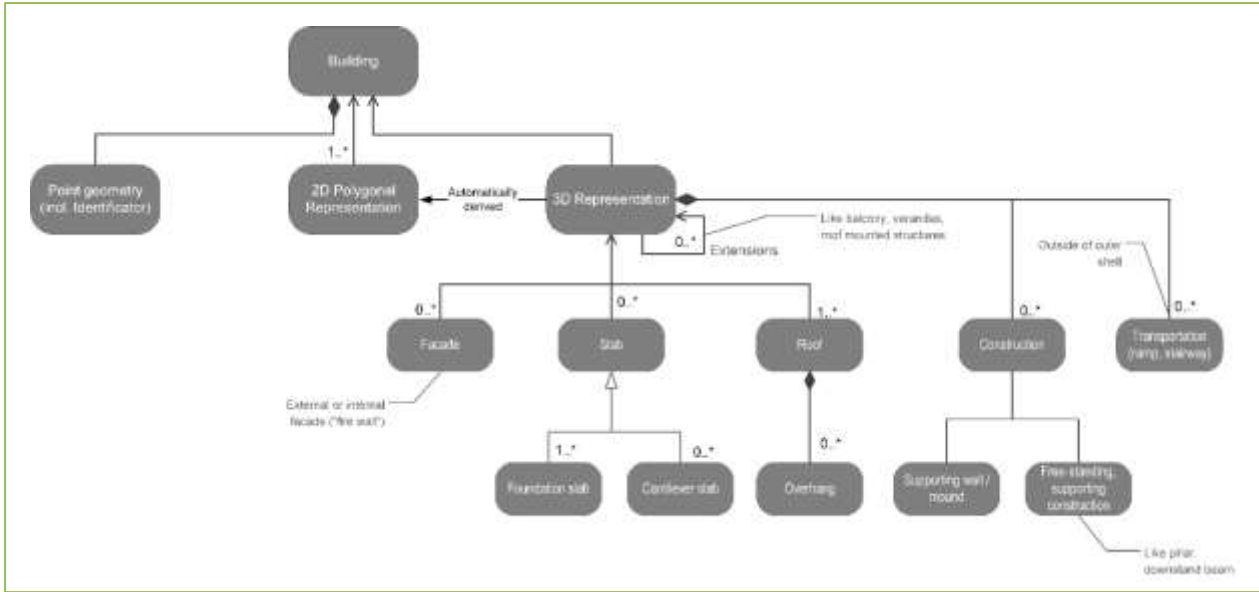 Building
1..*
Point geometry
(incl. Identificator)
2D Polygonal
Representation
Automatically
derived
3D Representation
0..*
Extensions
Like balcony, verandas,
roof mounted structures
Outside of outer
shell
0..*
0..*
1..*
0..*
0..*
Facade
Slab
Roof
Construction
Transportation
(ramp, stairway)
External or internal
facade ("fire wall")
1..*
0..*
0..*
Foundation slab
Cantilever slab
Overhang
Supporting wall /
mound
Free-standing,
supporting
construction
Like pillar,
downstand beam